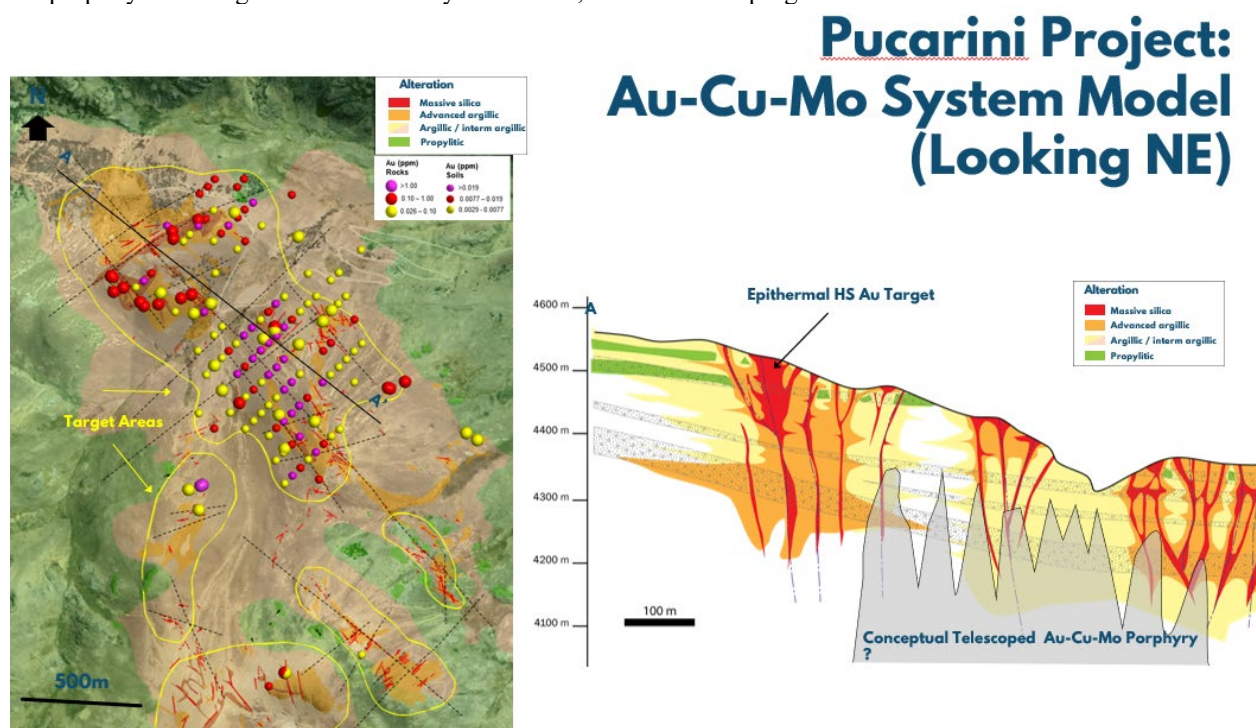 Pucarini Project:
Au-Cu-Mo System Model
(Looking NE)
N
Alteration
Massive silica
Advanced argillic
Argillic / interm argillic
Propylitic
Au (ppm)
Rocks
>1.00
0.10 – 1.00
0.026 – 0.10
Au (ppm)
Soils
>0.019
0.0077 – 0.019
0.0029 -0.0077
A
A'
Target Areas
500m
Epithermal HS Au Target
Alteration
Massive silica
Advanced argillic
Argillic / interm argillic
Propylitic
A
4600 m
4500 m
4400 m
4300 m
4200 m
4100 m
100 m
Conceptual Telescoped Au-Cu-Mo Porphyry
?